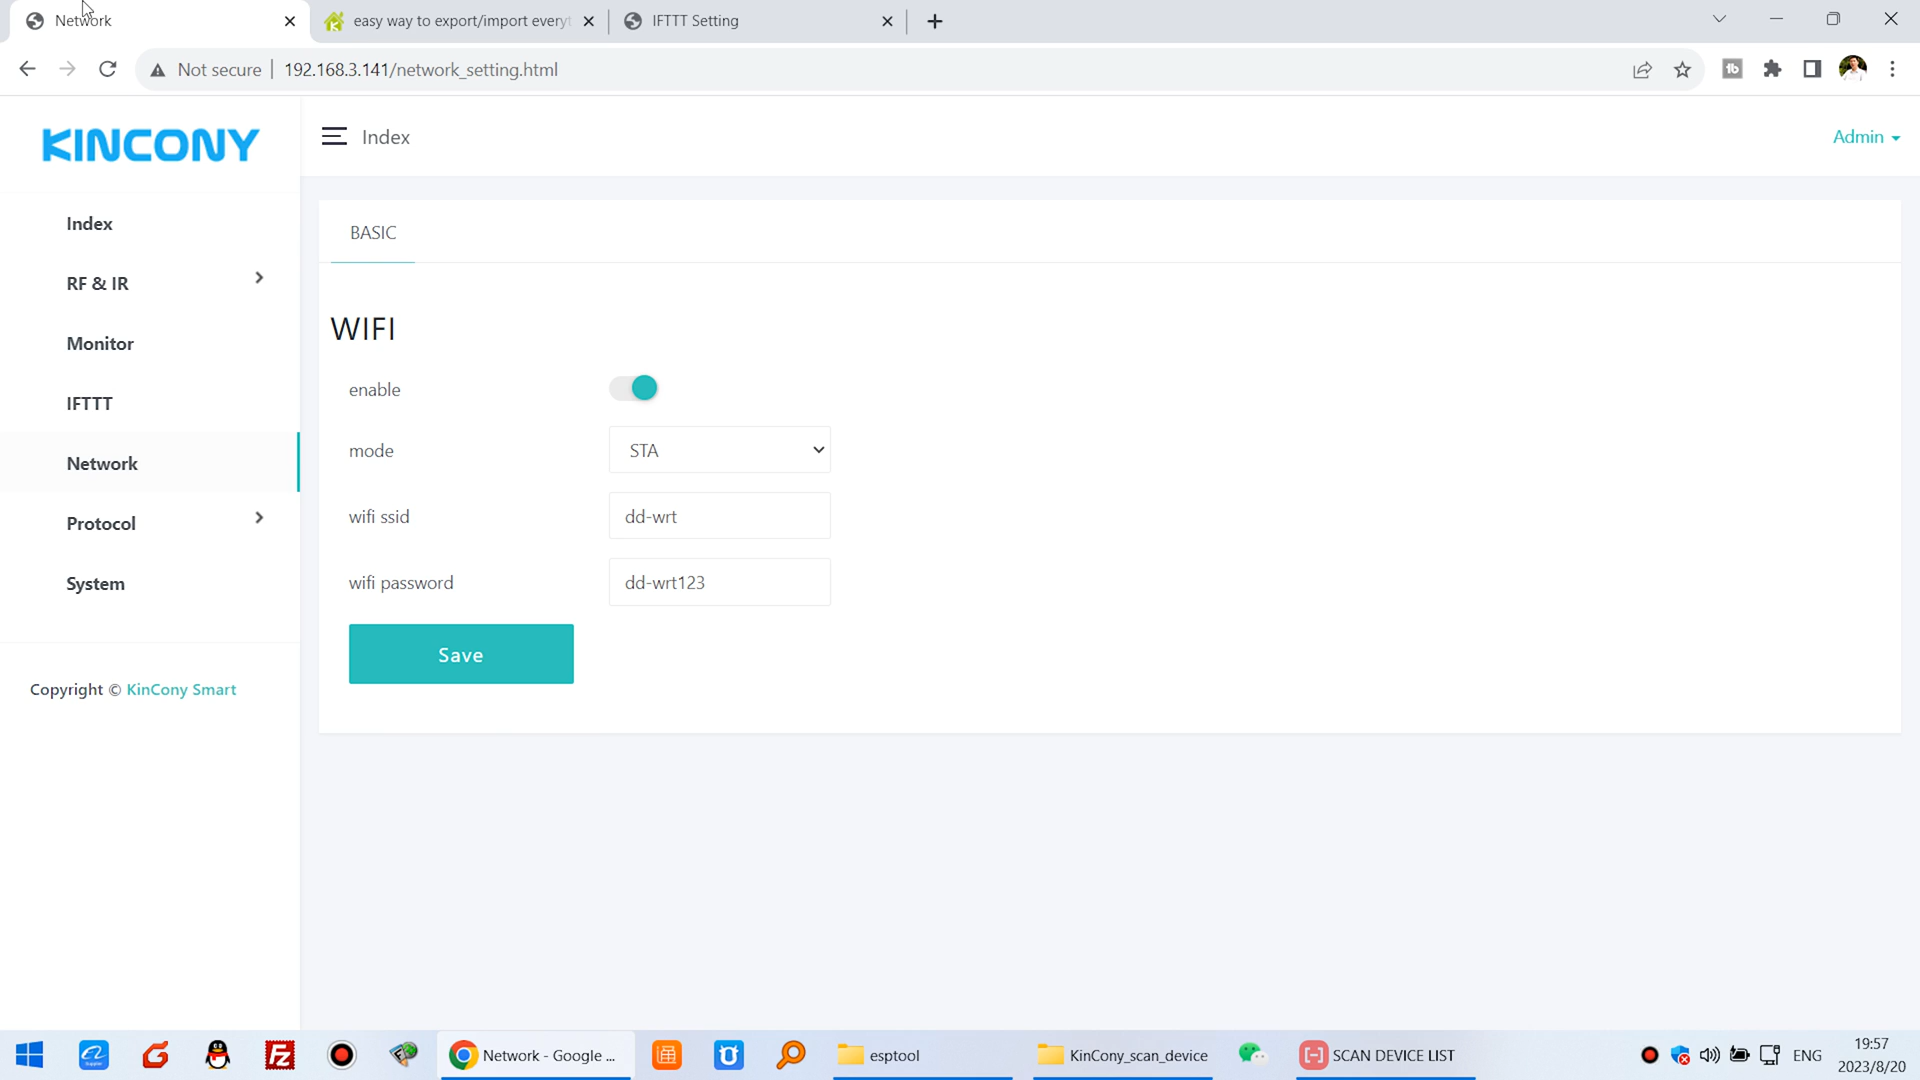 Network
easy way to export/import everyt
IFTTT Setting
Not secure
192.168.3.141/network_setting.html
KINCONY
Index
Admin
Index
RF & IR
Monitor
IFTTT
Network
Protocol
System
Copyright © KinCony Smart
BASIC
WIFI
enable
mode
STA
wifi ssid
dd-wrt
wifi password
dd-wrt123
Save
Network - Google ...
esptool
KinCony_scan_device
SCAN DEVICE LIST
ENG
19:57
2023/8/20